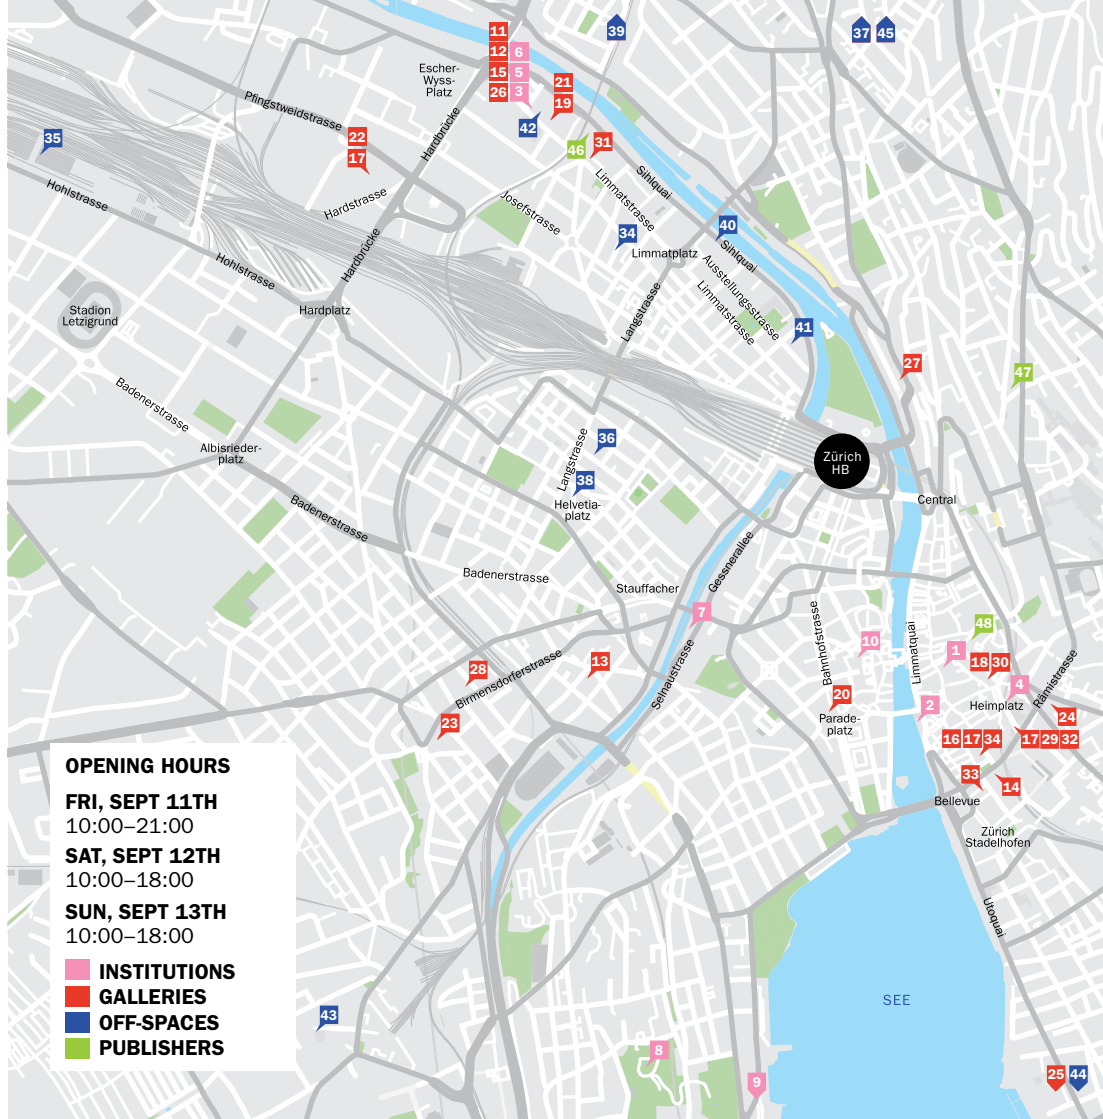 39
37 45
11
12 6
15 5
26 3
Escher-
Wyss-
Platz
21
19
42
Pfingstweidstrasse
Hardbrücke
35
22
17
46
31
Sihlquai
Limmatstrasse
Hohlstrasse
Hardstrasse
Josefstrasse
34
40
Limmatplatz
Sihlquai
Hardbrücke
Hohlstrasse
Ausstellungsstrasse
Limmatstrasse
Langstrasse
Stadion
Letzigrund
Hardplatz
41
27
47
Badenerstrasse
Albisrieder-
platz
36
Langstrasse
38
Helvetia-
platz
Zürich
HB
Central
Badenerstrasse
Badenerstrasse
Gessnerallee
Stauffacher
7
Bahnhofstrasse
10
Limmatquai
48
1
18 30
28
13
Birmensdorferstrasse
Selnaustrasse
4
Rämistrasse
20
2
Heimplatz
24
23
Parade-
platz
16 17 34
17 29 32
33
14
Bellevue
Zürich
Stadelhofen
Utoquai
SEE
OPENING HOURS
FRI, SEPT 11TH
10:00–21:00
SAT, SEPT 12TH
10:00–18:00
SUN, SEPT 13TH
10:00–18:00
INSTITUTIONS
GALLERIES
OFF-SPACES
PUBLISHERS
43
8
9
25 44